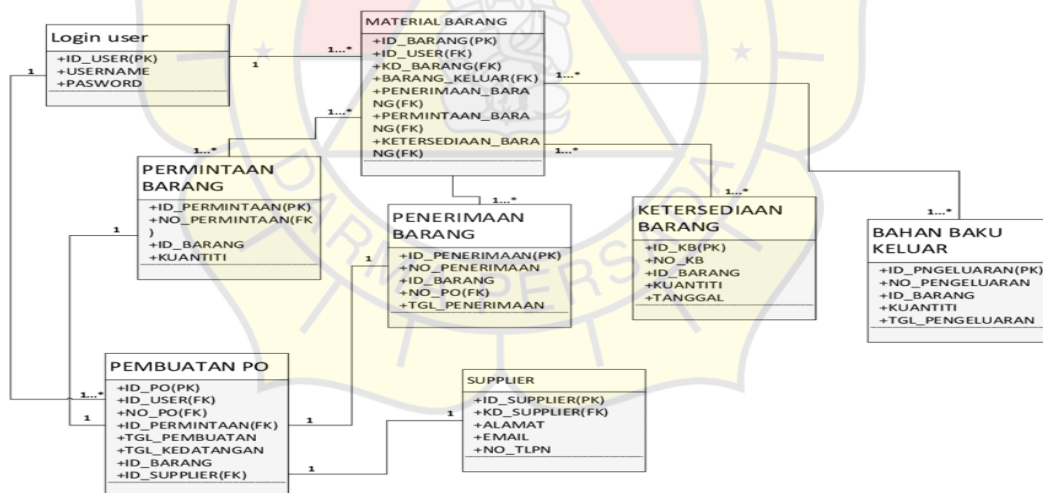 Login user
+ID_USER(PK)
+USERNAME
+PASWORD
1
1
1...*
MATERIAL BARANG
+ID_BARANG(PK)
+ID_USER(FK)
+KD_BARANG(FK)
+BARANG_KELUAR(FK)
+PENERIMAAN_BARA
NG(FK)
+PERMINTAAN_BARA
NG(FK)
+KETERSEDIAAN_BARA
NG(FK)
1...*
1...*
1...*
1...*
PERMINTAAN
BARANG
+ID_PERMINTAAN(PK)
+NO_PERMINTAAN(FK
)
+ID_BARANG
+KUANTITI
1
1...*
PENERIMAAN
BARANG
+ID_PENERIMAAN(PK)
+NO_PENERIMAAN
+ID_BARANG
+NO_PO(FK)
+TGL_PENERIMAAN
1
1...*
KETERSEDIAAN
BARANG
+ID_KB(PK)
+NO_KB
+ID_BARANG
+KUANTITI
+TANGGAL
1...*
BAHAN BAKU
KELUAR
+ID_PNGELUARAN(PK)
+NO_PENGELUARAN
+ID_BARANG
+KUANTITI
+TGL_PENGELUARAN
DARMA PERSADA
PEMBUATAN PO
+ID_PO(PK)
+ID_USER(FK)
+NO_PO(FK)
+ID_PERMINTAAN(FK)
+TGL_PEMBUATAN
+TGL_KEDATANGAN
+ID_BARANG
+ID_SUPPLIER(FK)
1...*
1
1
1
SUPPLIER
+ID_SUPPLIER(PK)
+KD_SUPPLIER(FK)
+ALAMAT
+EMAIL
+NO_TLPN
1